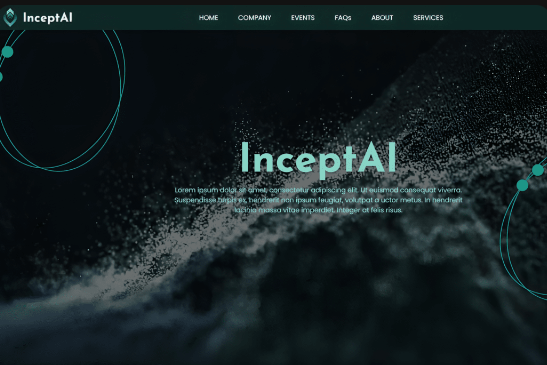 InceptAI
HOME COMPANY EVENTS FAQs ABOUT SERVICES
InceptAI
Lorem ipsum dolor sit amet, consectetur adipiscing elit. Ut euismod consequat viverra.
Suspendisse turpis ex, hendrerit non ipsum feugiat, volutpat auctor metus. In hendrerit
lacinia massa vitae imperdiet. Integer at felis risus.